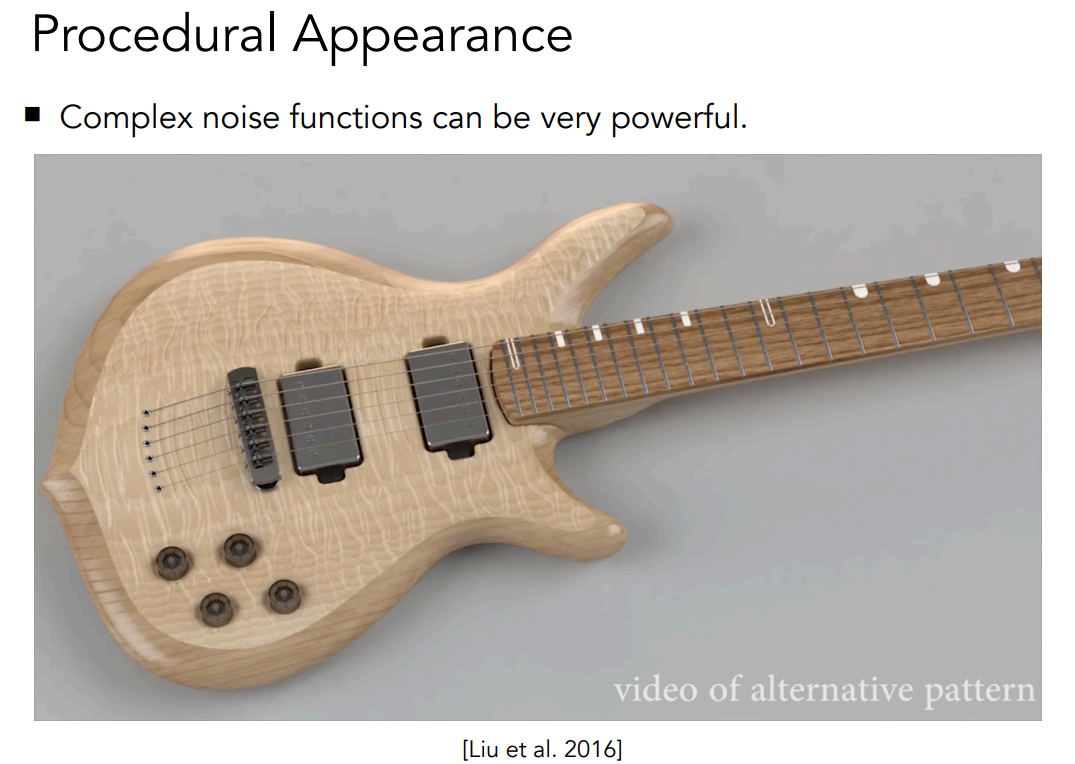 Procedural Appearance
■ Complex noise functions can be very powerful.
video of alternative pattern
[Liu et al. 2016]